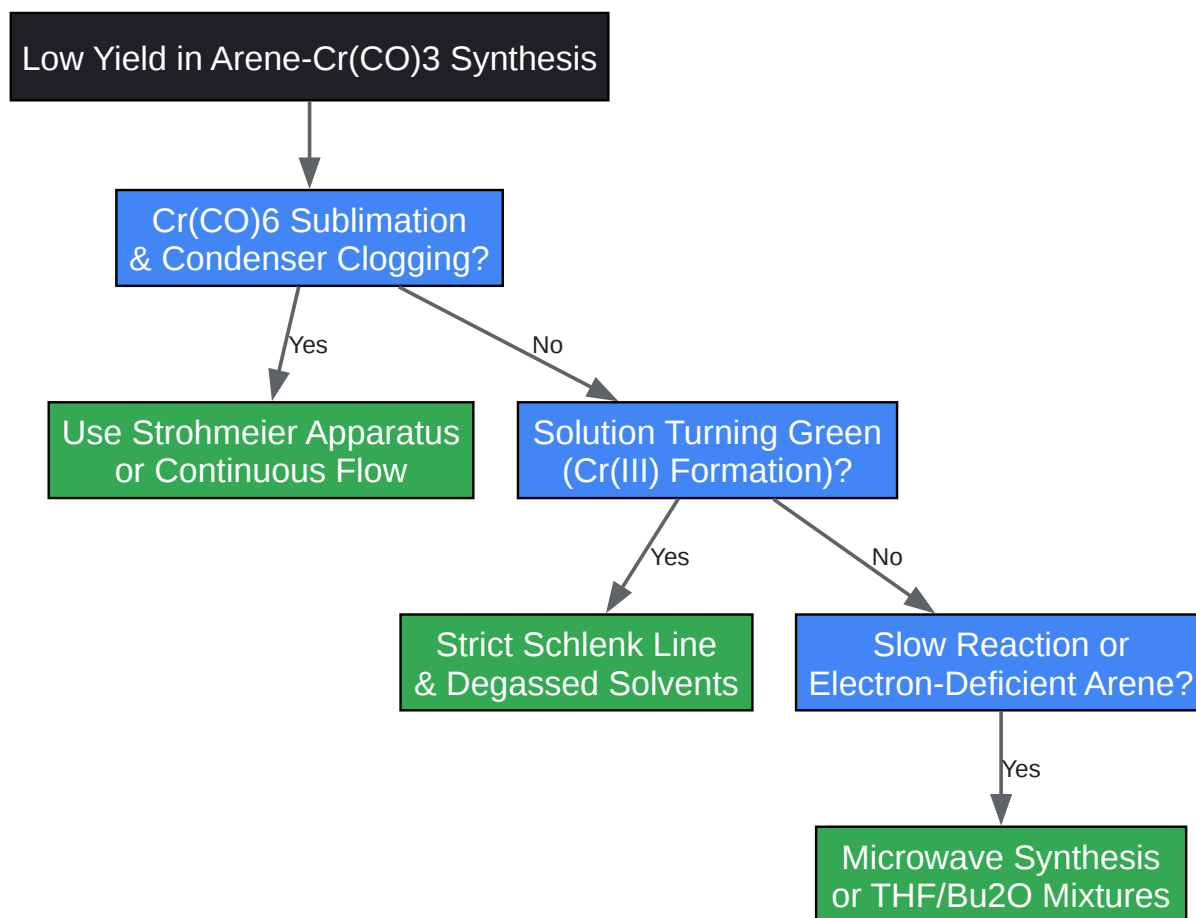 Low Yield in Arene-Cr(CO)3 Synthesis
Cr(CO)6 Sublimation
& Condenser Clogging?
Yes
No
Use Strohmeier Apparatus
or Continuous Flow
Solution Turning Green
(Cr(III) Formation)?
Yes
No
Strict Schlenk Line
& Degassed Solvents
Slow Reaction or
Electron-Deficient Arene?
Yes
Microwave Synthesis
or THF/Bu2O Mixtures